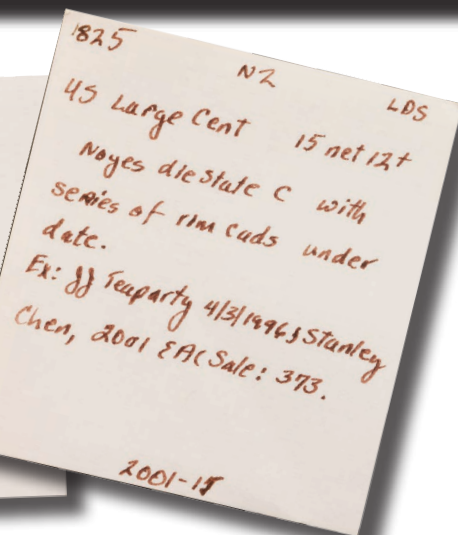 1825 N2 LDS
US Large Cent 15 net 12+
Noyes die state C with
series of rim cuds under
date.
Ex: JJ Teaparty 4/3/1996; Stanley
Chen, 2001 EAC Sale: 373.
2001-15